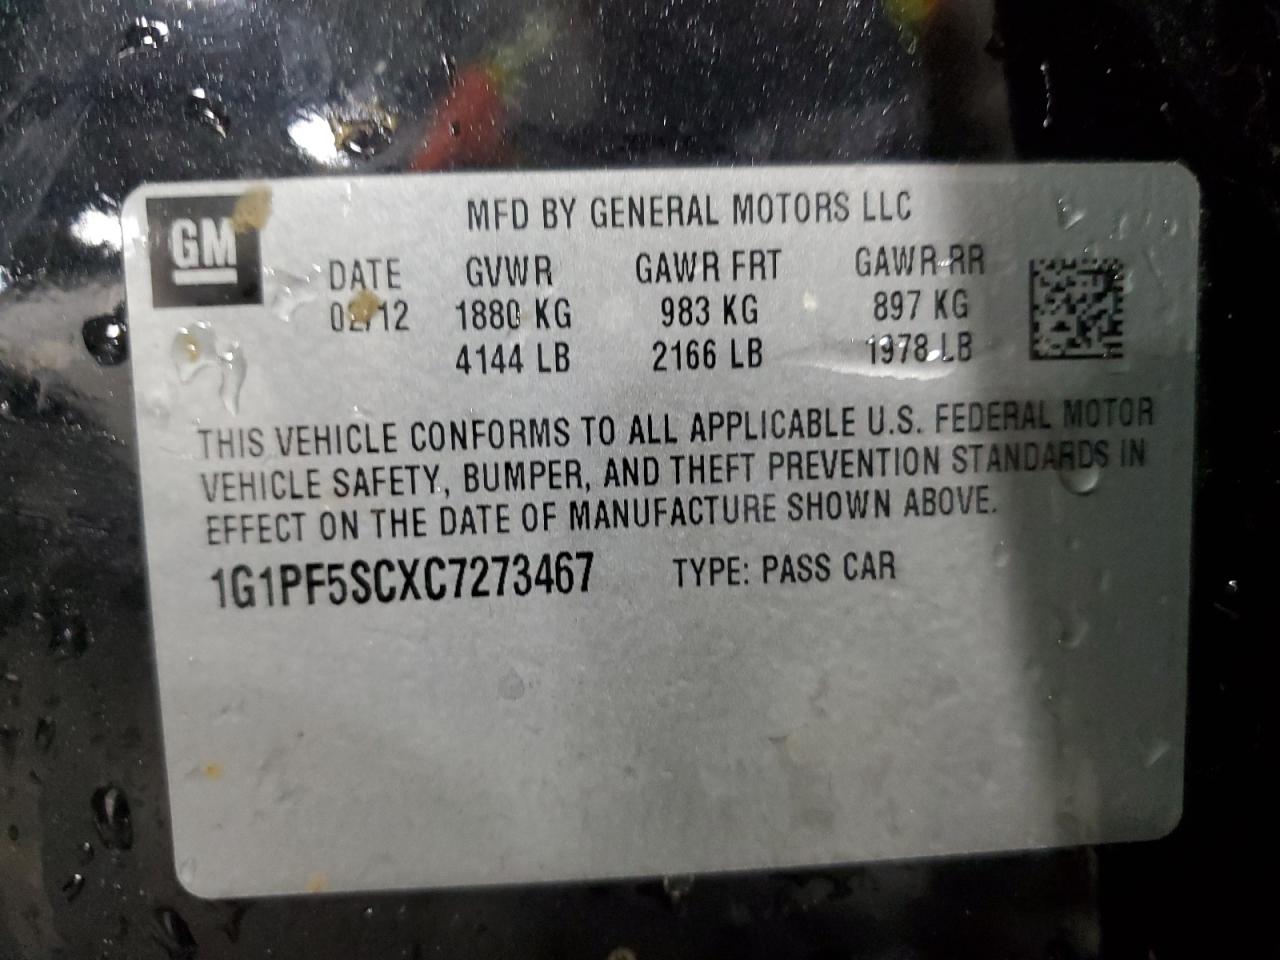 GM
MFD BY GENERAL MOTORS LLC
DATE GVWR GAWR FRT GAWR RR
02/12 1880 KG 983 KG 897 KG
4144 LB 2166 LB 1978 LB
THIS VEHICLE CONFORMS TO ALL APPLICABLE U.S. FEDERAL MOTOR
VEHICLE SAFETY, BUMPER, AND THEFT PREVENTION STANDARDS IN
EFFECT ON THE DATE OF MANUFACTURE SHOWN ABOVE.
1G1PF5SCXC7273467 TYPE: PASS CAR